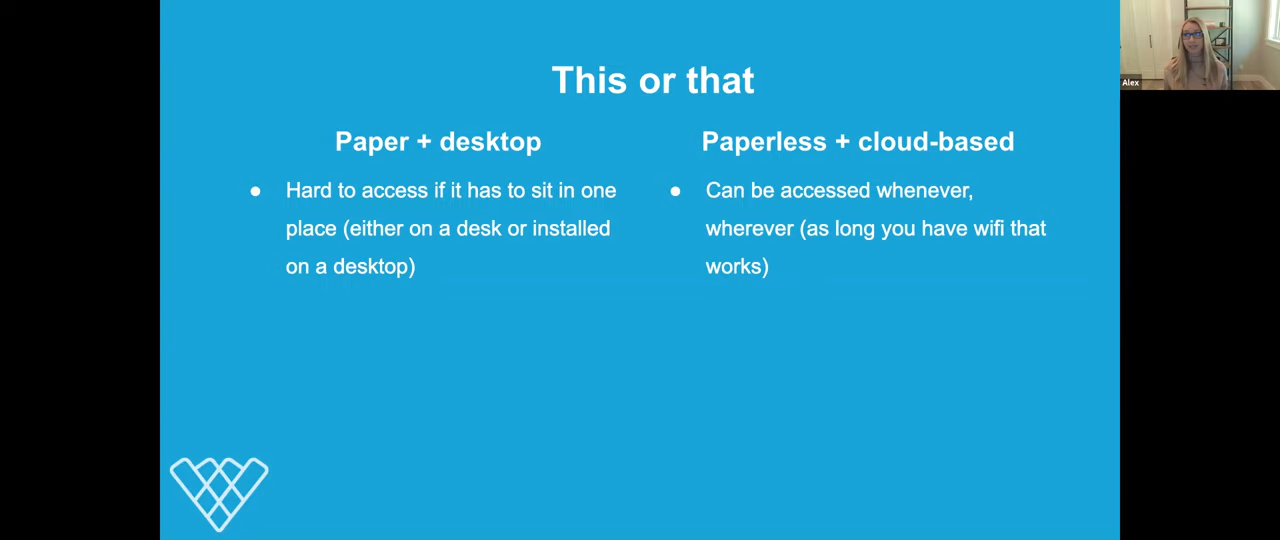 This or that
Paper + desktop
● Hard to access if it has to sit in one
place (either on a desk or installed
on a desktop)
Paperless + cloud-based
● Can be accessed whenever,
wherever (as long you have wifi that
works)
Alex